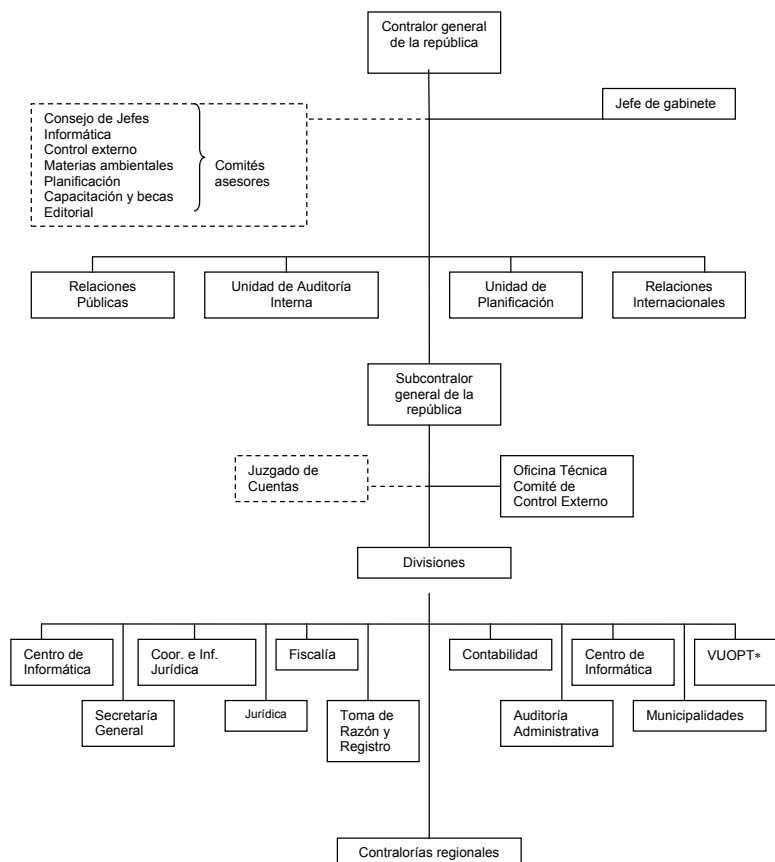 Contralor general
de la república
Jefe de gabinete
Consejo de Jefes
Informática
Control externo
Materias ambientales
Planificación
Capacitación y becas
Editorial
Comités
asesores
Relaciones
Públicas
Unidad de Auditoría
Interna
Unidad de
Planificación
Relaciones
Internacionales
Subcontralor
general de la
república
Juzgado de
Cuentas
Oficina Técnica
Comité de
Control Externo
Divisiones
Centro de
Informática
Coor. e Inf.
Jurídica
Fiscalía
Contabilidad
Centro de
Informática
VUOPT*
Secretaría
General
Jurídica
Toma de
Razón y
Registro
Auditoría
Administrativa
Municipalidades
Contralorías regionales